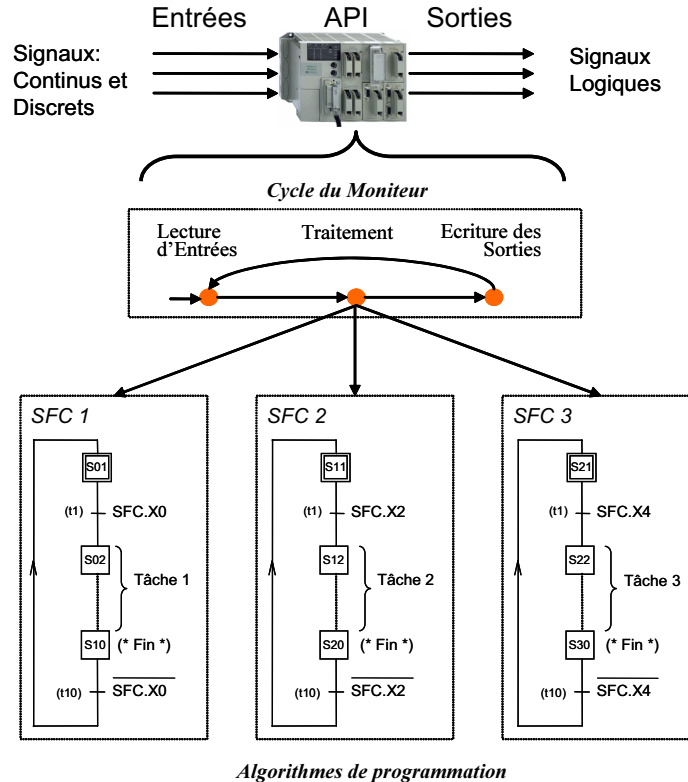 Entrées API Sorties
Signaux:
Continus et
Discrets
Signaux
Logiques
Cycle du Moniteur
Lecture
d'Entrées
Traitement
Ecriture des
Sorties
SFC 1
S01
(t1) SFC.X0
S02
Tâche 1
S10 (* Fin *)
(t10) SFC.X0
SFC 2
S11
(t1) SFC.X2
S12
Tâche 2
S20 (* Fin *)
(t10) SFC.X2
SFC 3
S21
(t1) SFC.X4
S22
Tâche 3
S30 (* Fin *)
(t10) SFC.X4
Algorithmes de programmation